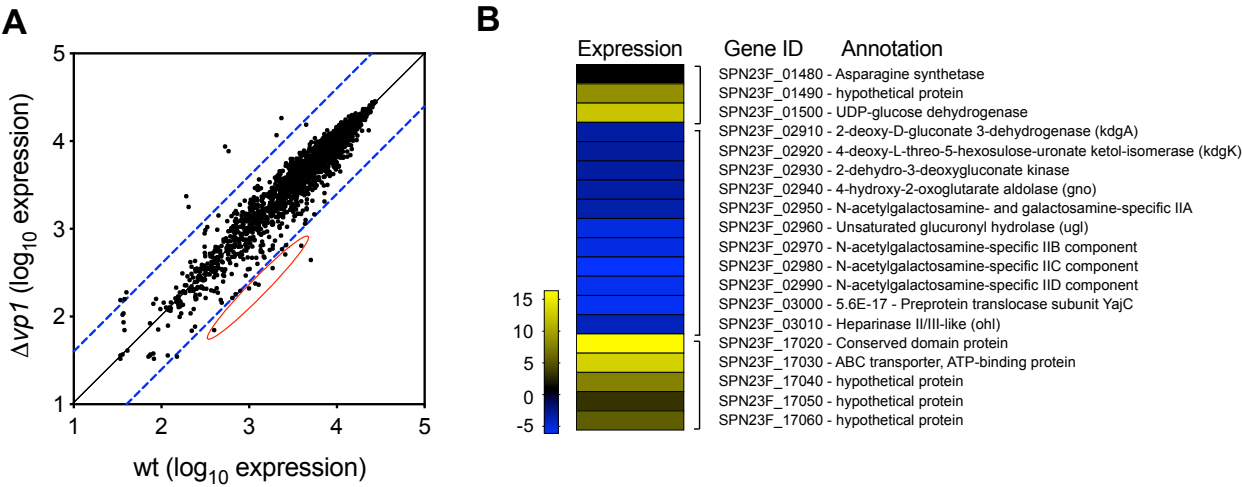 A
5
4
3
2
1
1
2
3
4
5
Δvp1 (log10 expression)
wt (log10 expression)
B
Expression Gene ID Annotation
SPN23F_01480 - Asparagine synthetase
SPN23F_01490 - hypothetical protein
SPN23F_01500 - UDP-glucose dehydrogenase
SPN23F_02910 - 2-deoxy-D-gluconate 3-dehydrogenase (kdgA)
SPN23F_02920 - 4-deoxy-L-threo-5-hexosulose-uronate ketol-isomerase (kdgK)
SPN23F_02930 - 2-dehydro-3-deoxygluconate kinase
SPN23F_02940 - 4-hydroxy-2-oxoglutarate aldolase (gno)
SPN23F_02950 - N-acetylgalactosamine- and galactosamine-specific IIA
SPN23F_02960 - Unsaturated glucuronyl hydrolase (ugl)
SPN23F_02970 - N-acetylgalactosamine-specific IIB component
SPN23F_02980 - N-acetylgalactosamine-specific IIC component
SPN23F_02990 - N-acetylgalactosamine-specific IID component
SPN23F_03000 - 5.6E-17 - Preprotein translocase subunit YajC
SPN23F_03010 - Heparinase II/III-like (ohl)
SPN23F_17020 - Conserved domain protein
SPN23F_17030 - ABC transporter, ATP-binding protein
SPN23F_17040 - hypothetical protein
SPN23F_17050 - hypothetical protein
SPN23F_17060 - hypothetical protein
15
10
5
0
-5